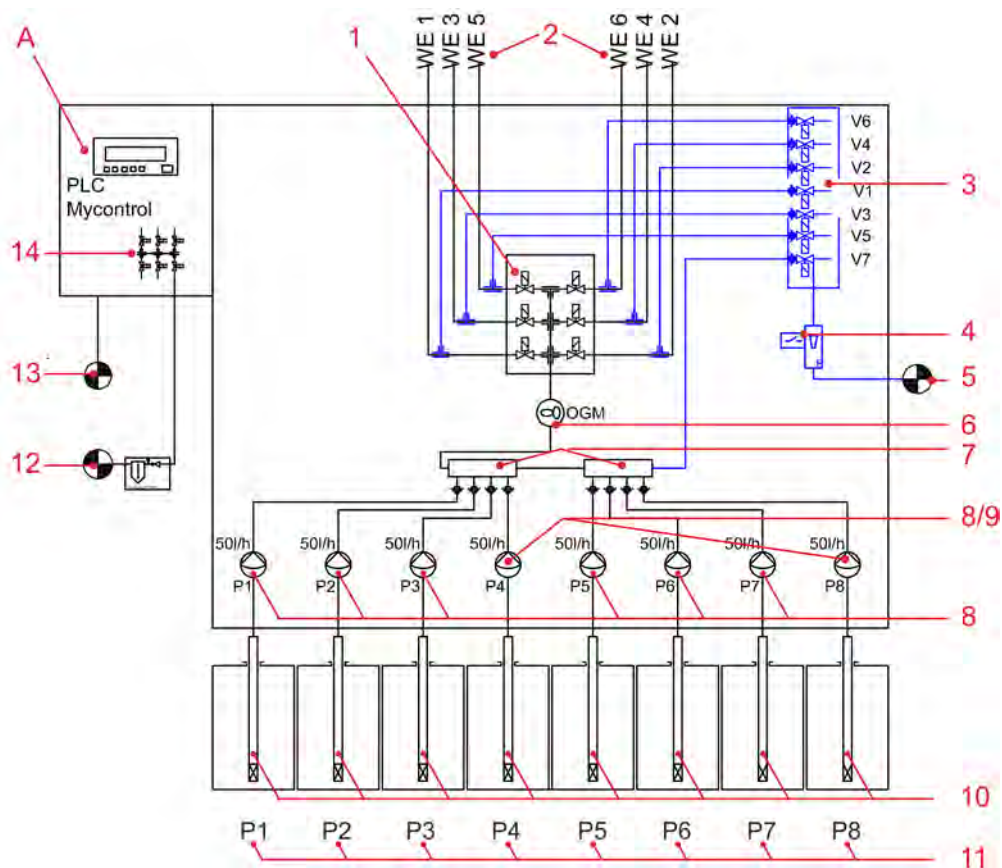 A
1
WE 1
WE 3
WE 5
2
WE 6
WE 4
WE 2
PLC
Mycontrol
V6
V4
V2
V1
V3
V5
V7
3
14
4
13
5
OGM
6
12
7
8/9
50l/h
50l/h
50l/h
50l/h
50l/h
50l/h
50l/h
50l/h
P1
P2
P3
P4
P5
P6
P7
P8
8
10
P1
P2
P3
P4
P5
P6
P7
P8
11